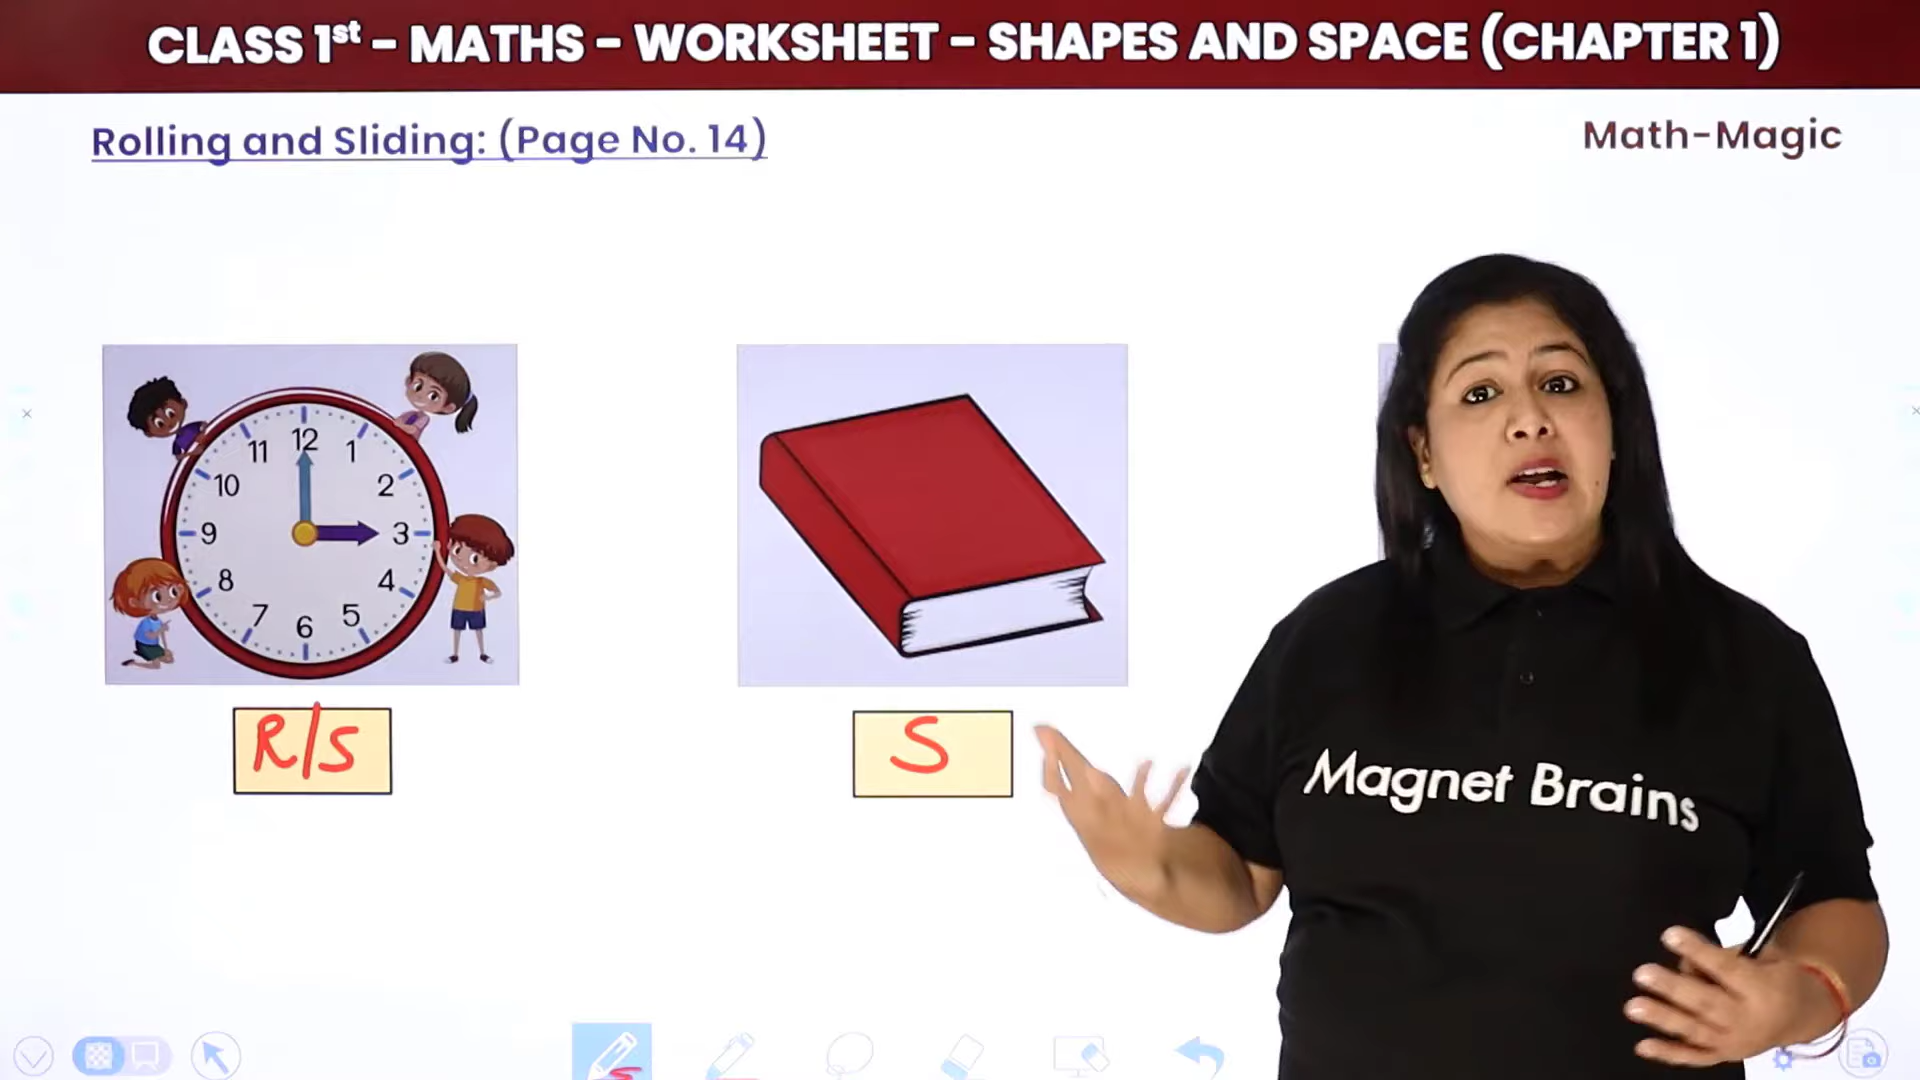 CLASS 1st - MATHS - WORKSHEET - SHAPES AND SPACE (CHAPTER 1)
Rolling and Sliding: (Page No. 14)
Math-Magic
12
11
1
10
2
9
3
8
4
7
5
6
R/S
S
Magnet Brains